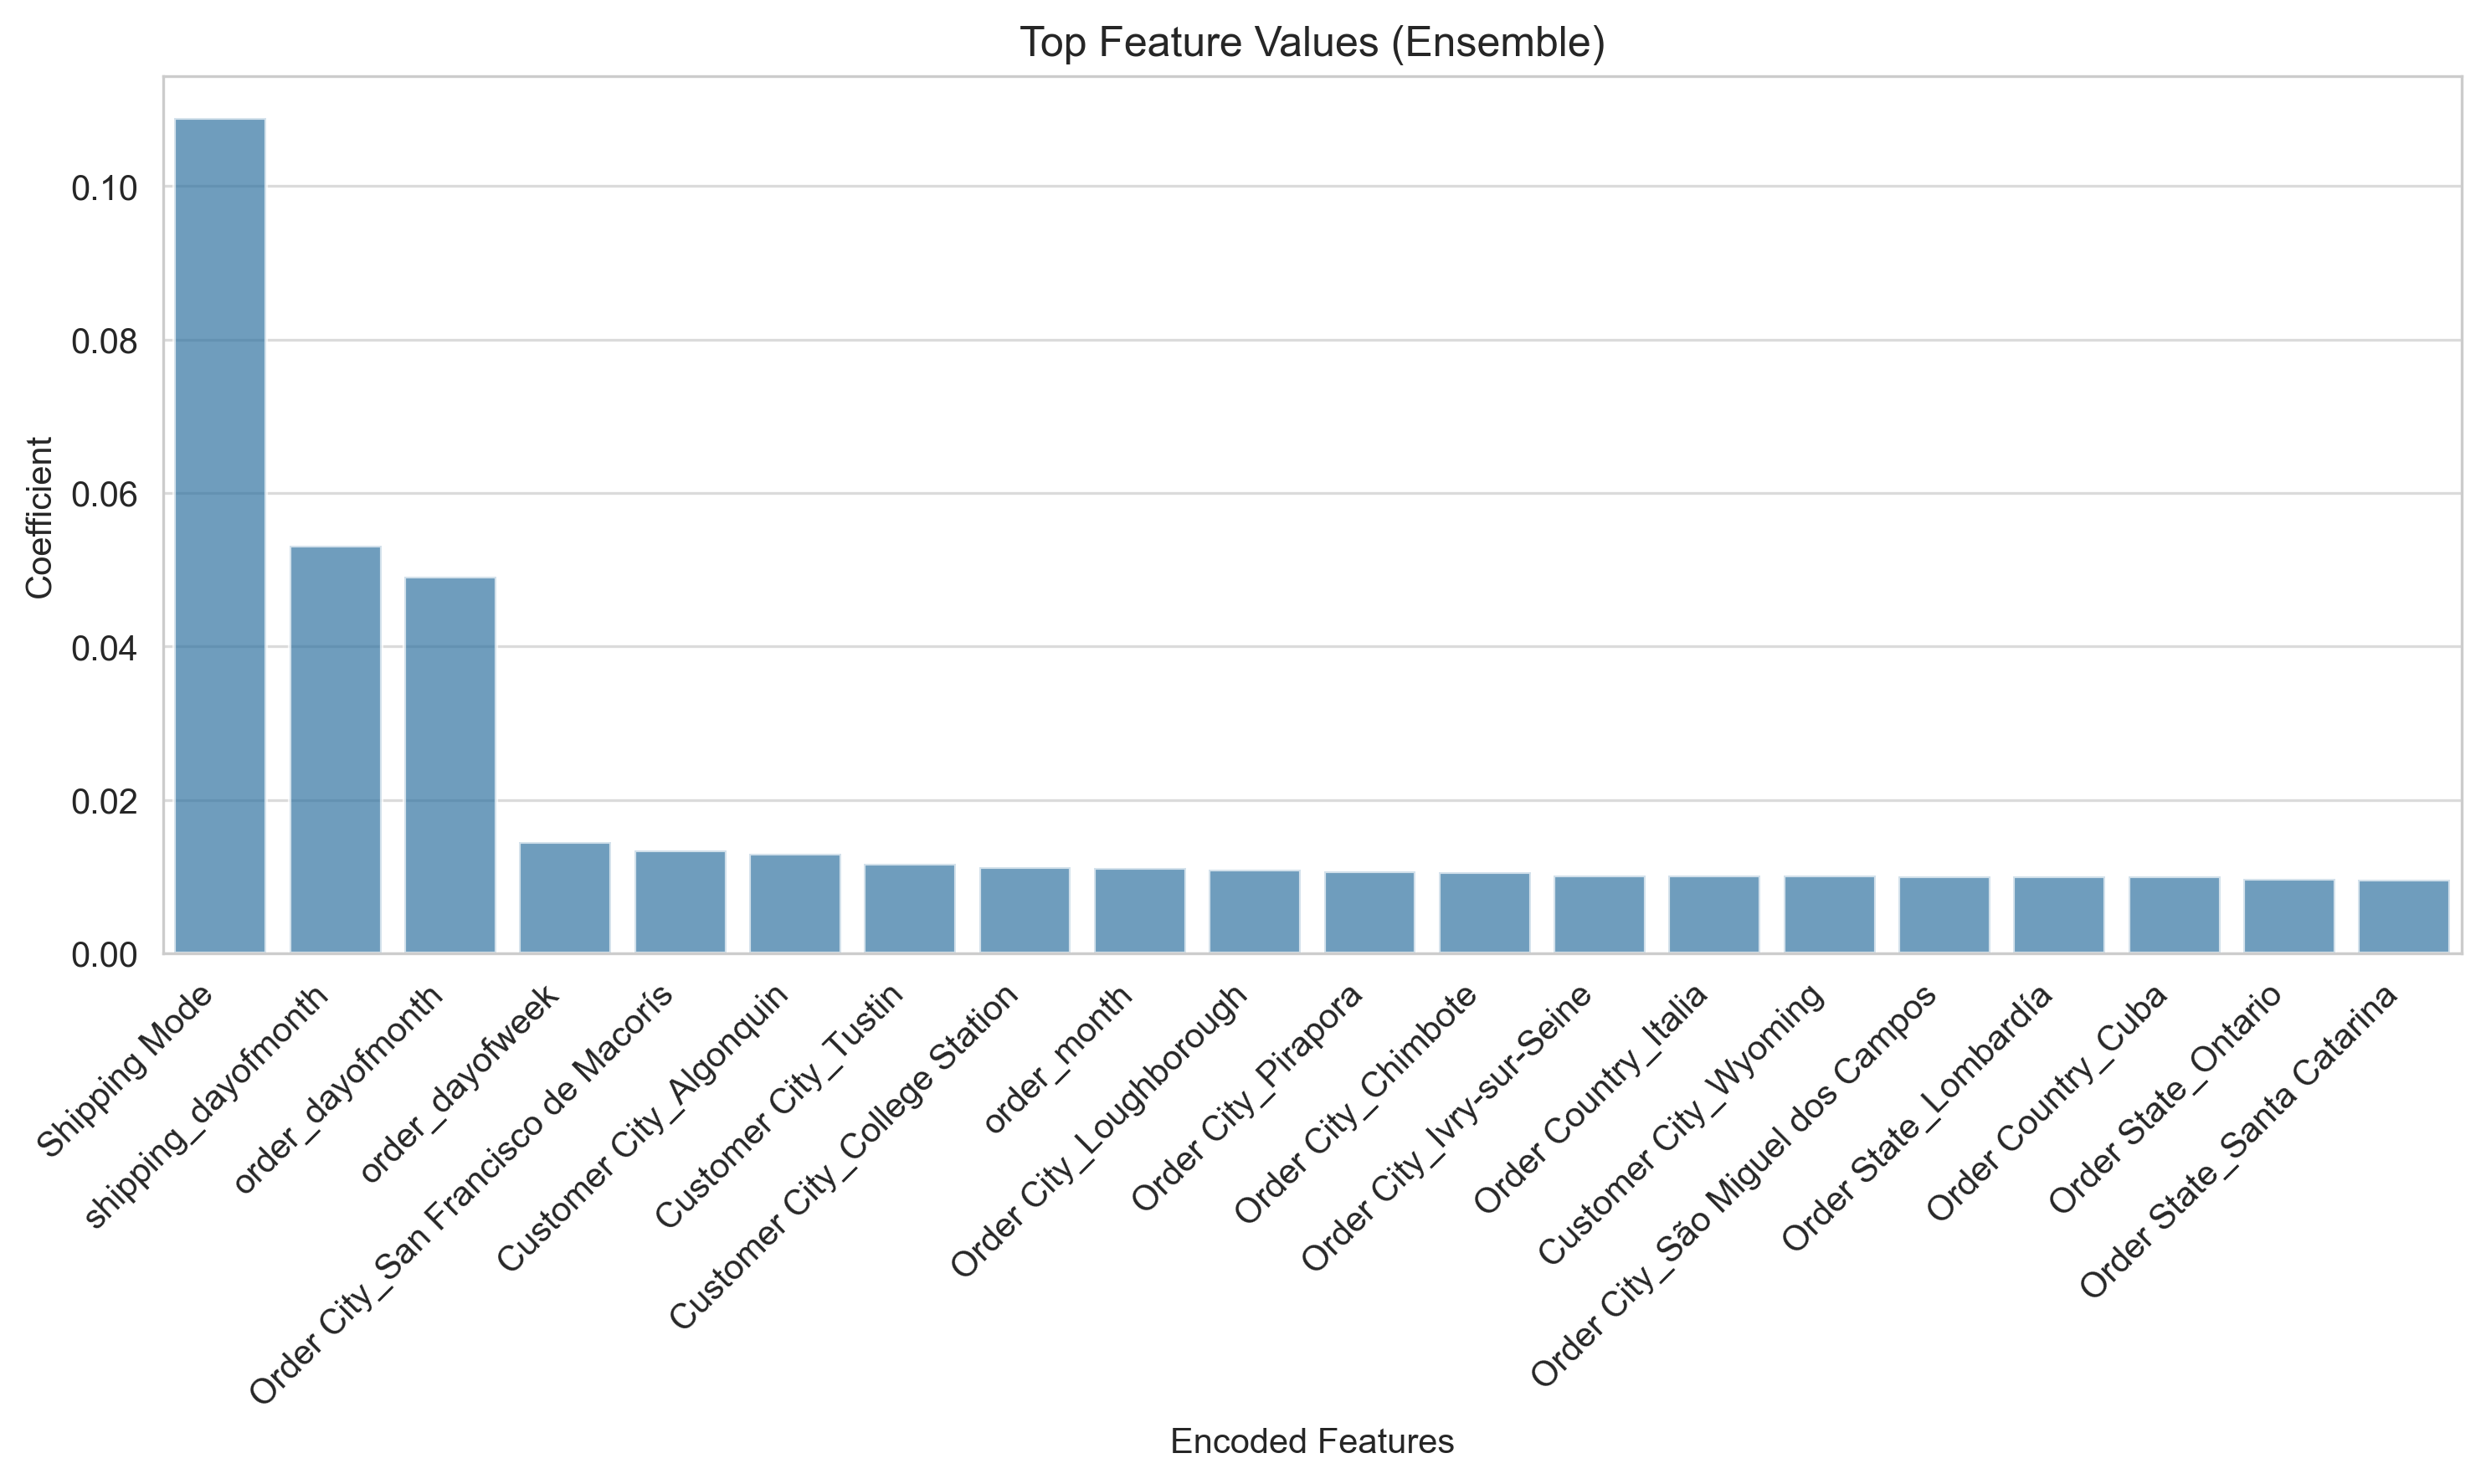 Top Feature Values (Ensemble)
Coefficient
0.10
0.08
0.06
0.04
0.02
0.00
Shipping Mode
shipping_dayofmonth
order_dayofmonth
order_dayofweek
Order City_San Francisco de Macorís
Customer City_Algonquin
Customer City_Tustin
Customer City_College Station
order_month
Order City_Loughborough
Order City_Pirapora
Order City_Chimbote
Order City_Ivry-sur-Seine
Order Country_Italia
Customer City_Wyoming
Order City_São Miguel dos Campos
Order State_Lombardía
Order Country_Cuba
Order State_Ontario
Order State_Santa Catarina
Encoded Features